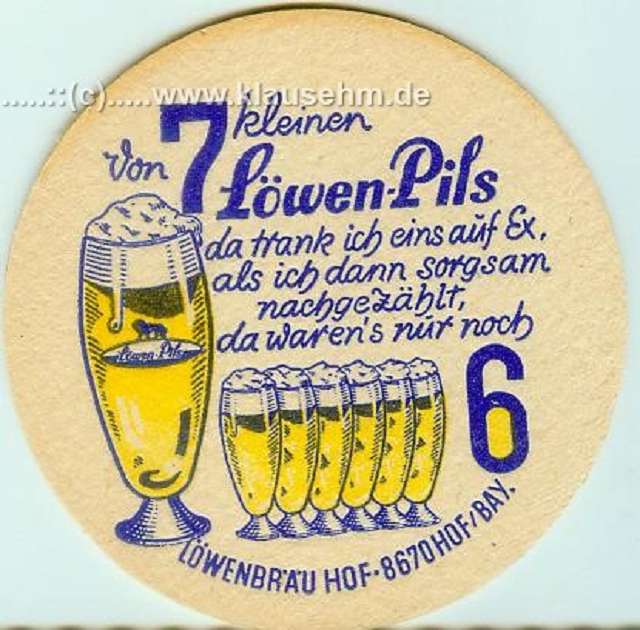 .....::(c).....www.klausehm.de
Von 7 kleinen
Löwen-Pils
da trank ich eins auf Ex,
als ich dann sorgsam
nachgezählt,
da waren's nur noch
6
Löwen-Pils
LÖWENBRÄU HOF·8670 HOF/BAY.